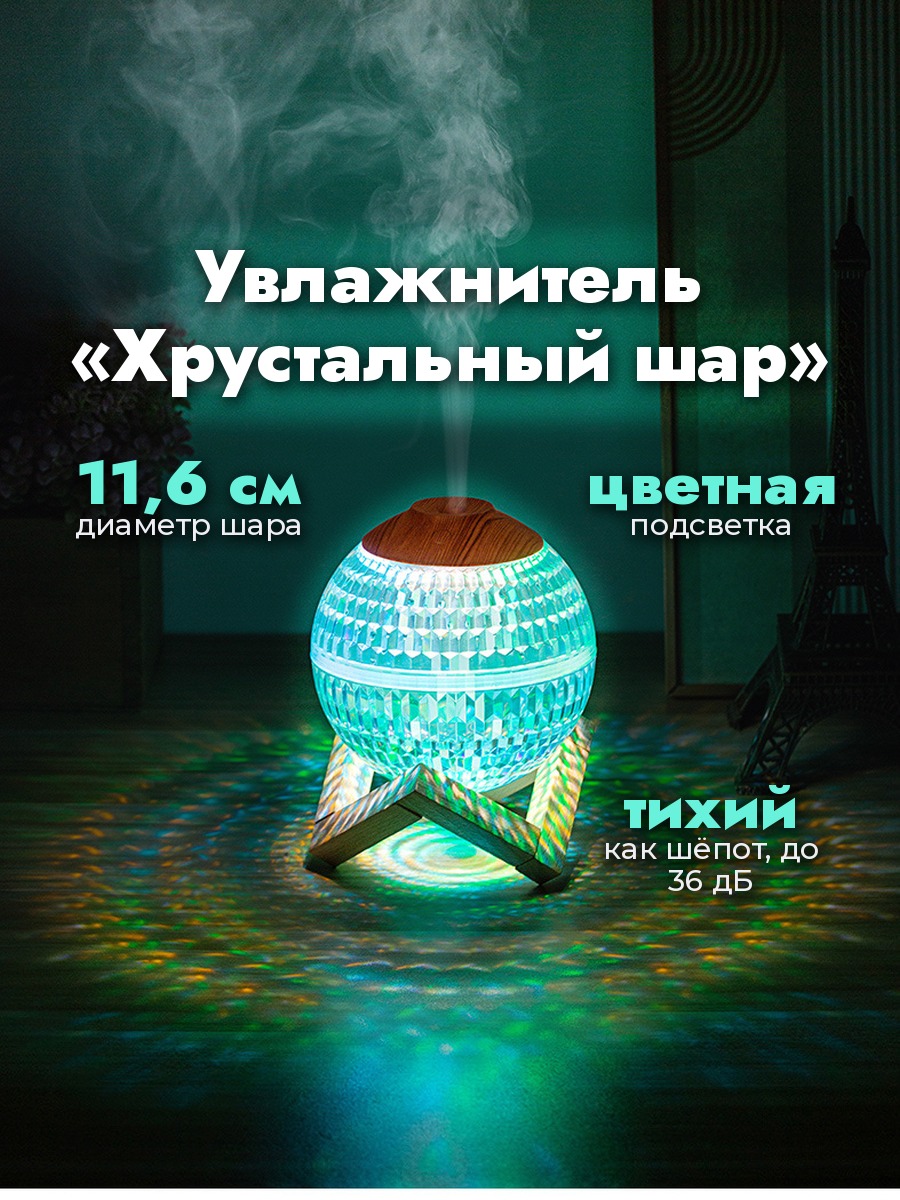 Увлажнитель
«Хрустальный шар»
11,6 см
диаметр шара
цветная
подсветка
тихий
как шёпот, до
36 дБ